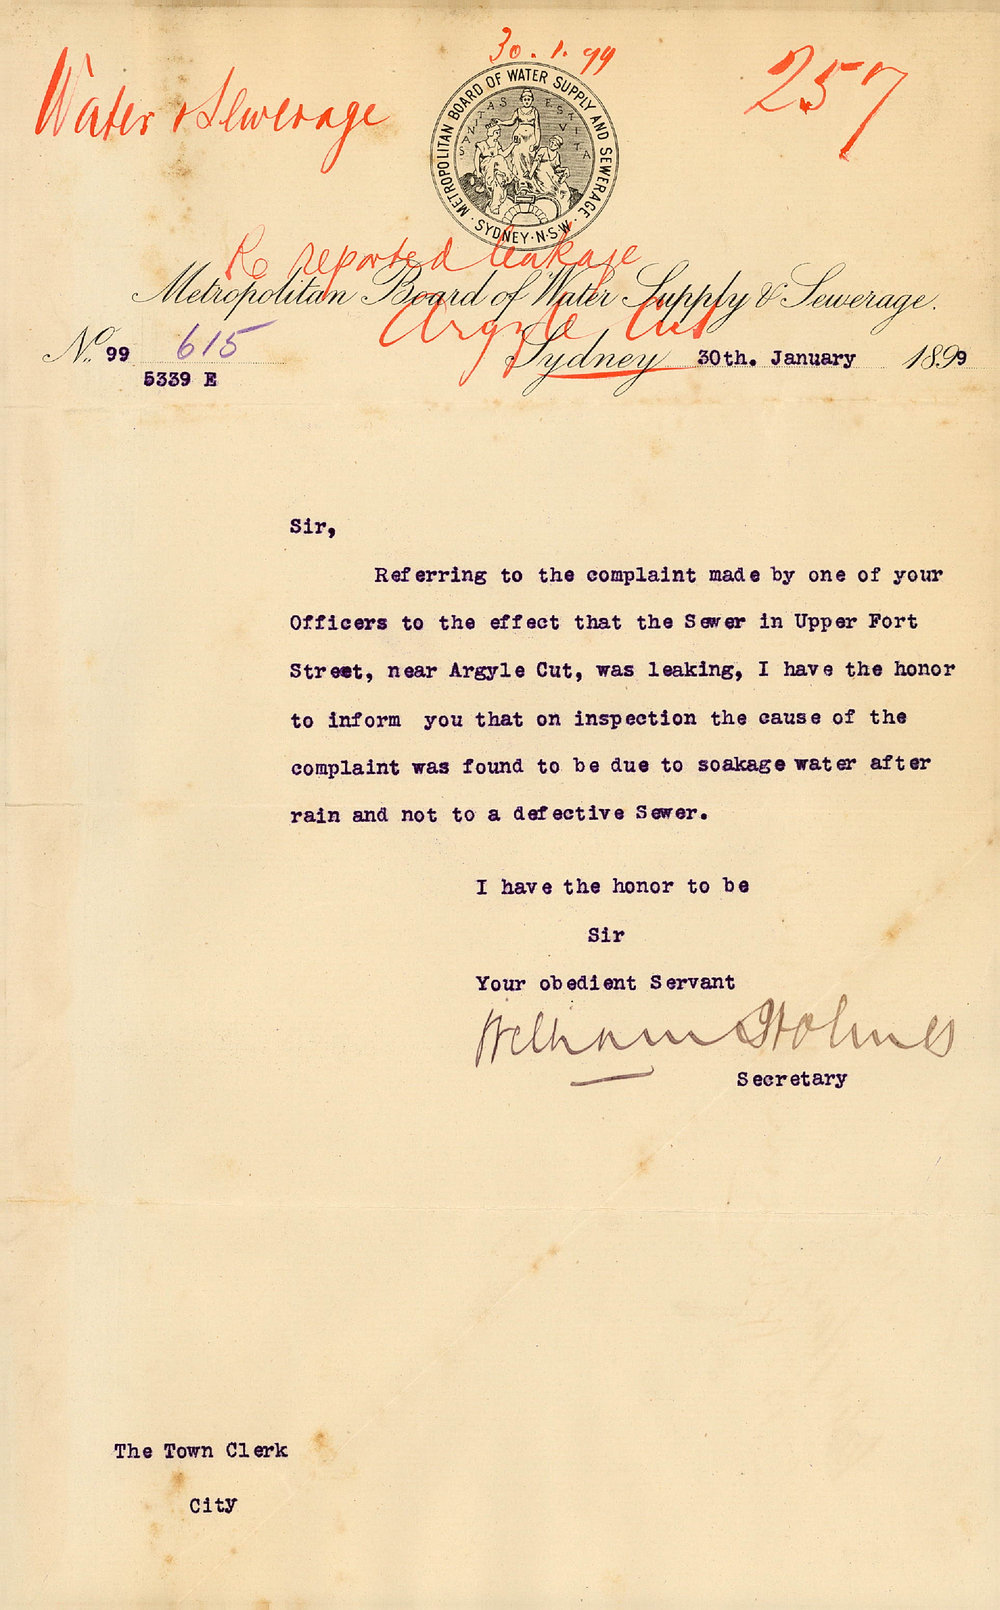 30.1.99
Water & Sewerage
257
METROPOLITAN BOARD OF WATER SUPPLY AND SEWERAGE
SANITAS ESK VITA
SYDNEY·N·S·W·
Re reported leakage
Metropolitan Board of Water Supply & Sewerage.
Argyle Cut
No. 99 615
Sydney 30th. January 1899
5339 E
Sir,
Referring to the complaint made by one of your
Officers to the effect that the Sewer in Upper Fort
Street, near Argyle Cut, was leaking, I have the honor
to inform you that on inspection the cause of the
complaint was found to be due to soakage water after
rain and not to a defective Sewer.
I have the honor to be
Sir
Your obedient Servant
William Holmes
Secretary
The Town Clerk
City